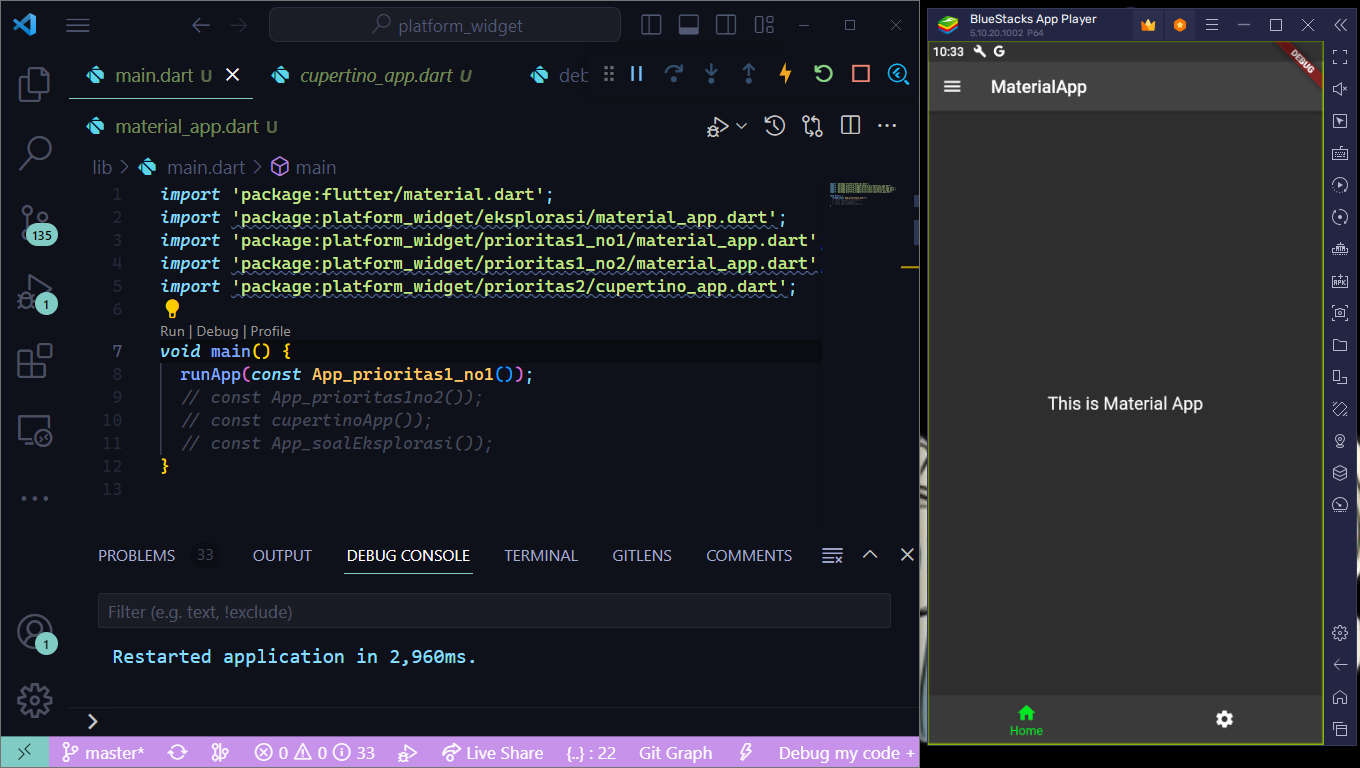 platform_widget
main.dart U
cupertino_app.dart U
deb
material_app.dart U
lib > main.dart > main
1 import 'package:flutter/material.dart';
2 import 'package:platform_widget/eksplorasi/material_app.dart';
3 import 'package:platform_widget/prioritas1_no1/material_app.dart'
4 import 'package:platform_widget/prioritas1_no2/material_app.dart'
5 import 'package:platform_widget/prioritas2/cupertino_app.dart';
6
Run | Debug | Profile
7 void main() {
8 runApp(const App_prioritas1_no1());
9 // const App_prioritas1no2());
10 // const cupertinoApp());
11 // const App_soalEksplorasi());
12 }
13
PROBLEMS 33 OUTPUT DEBUG CONSOLE TERMINAL GITLENS COMMENTS
Filter (e.g. text, !exclude)
Restarted application in 2,960ms.
135
1
1
master* 0 0 33 Live Share {..} : 22 Git Graph Debug my code +
BlueStacks App Player
5.10.20.1002 P64
10:33 G
DEBUG
MaterialApp
This is Material App
Home
APK